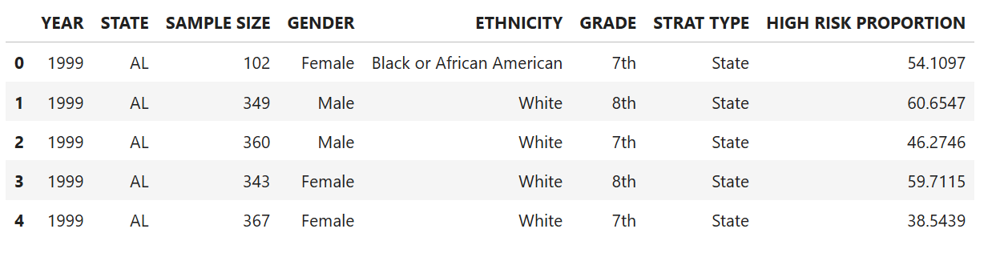 YEAR STATE SAMPLE SIZE GENDER ETHNICITY GRADE STRAT TYPE HIGH RISK PROPORTION
0 1999 AL 102 Female Black or African American 7th State 54.1097
1 1999 AL 349 Male White 8th State 60.6547
2 1999 AL 360 Male White 7th State 46.2746
3 1999 AL 343 Female White 8th State 59.7115
4 1999 AL 367 Female White 7th State 38.5439